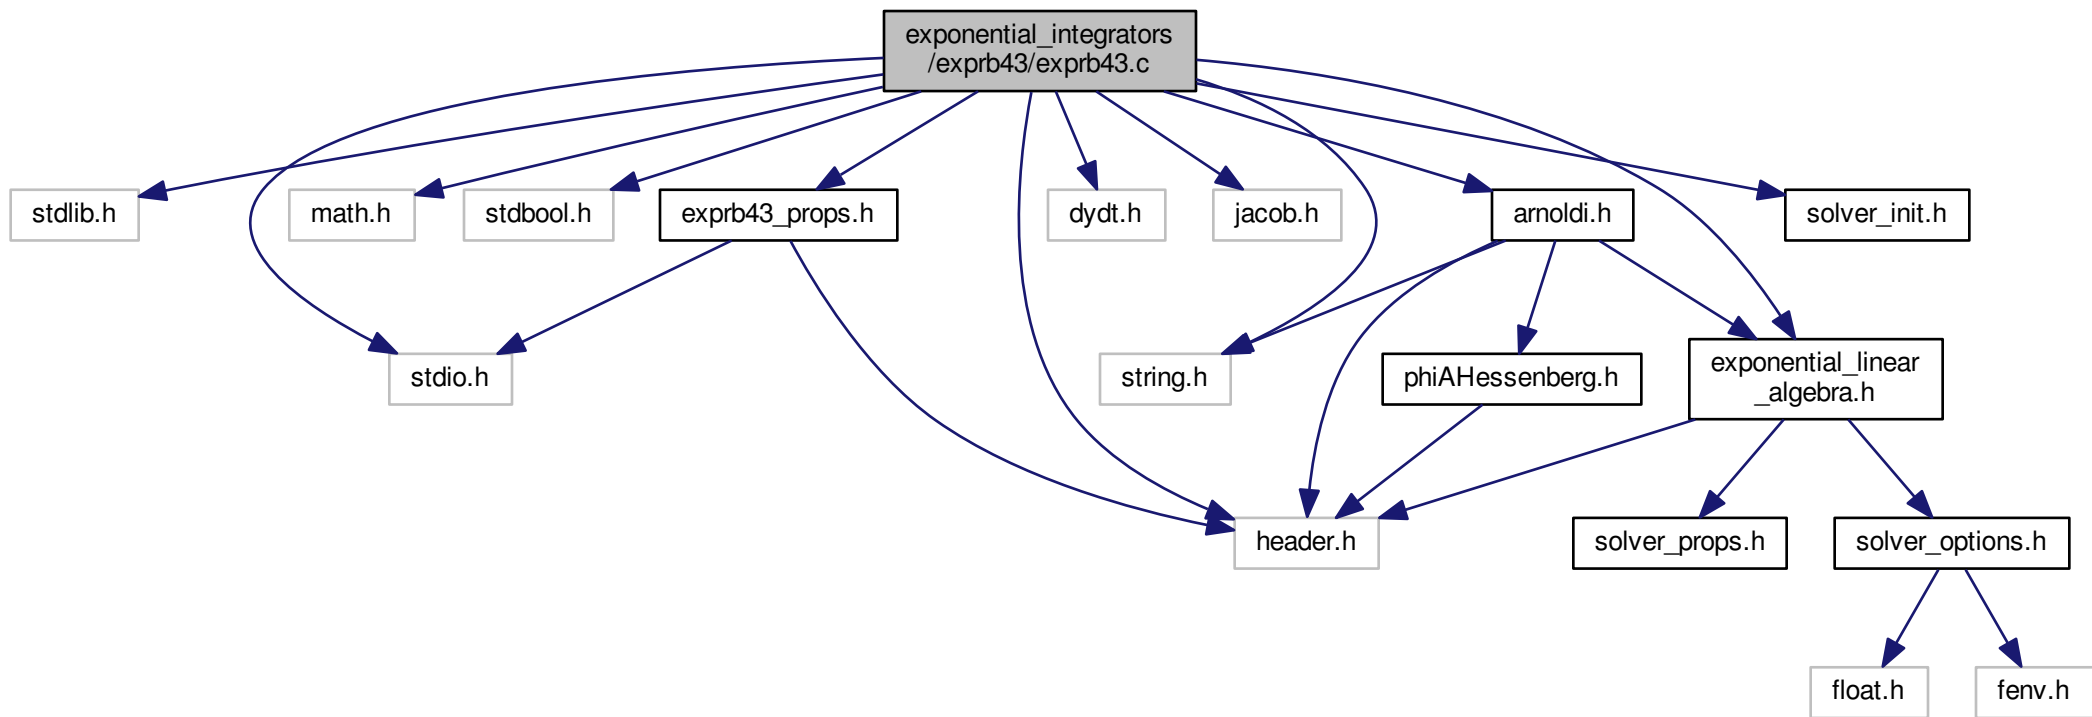 exponential_integrators
/exprb43/exprb43.c
stdlib.h
math.h
stdbool.h
exprb43_props.h
dydt.h
jacob.h
arnoldi.h
solver_init.h
stdio.h
string.h
phiAHessenberg.h
exponential_linear
_algebra.h
header.h
solver_props.h
solver_options.h
float.h
fenv.h